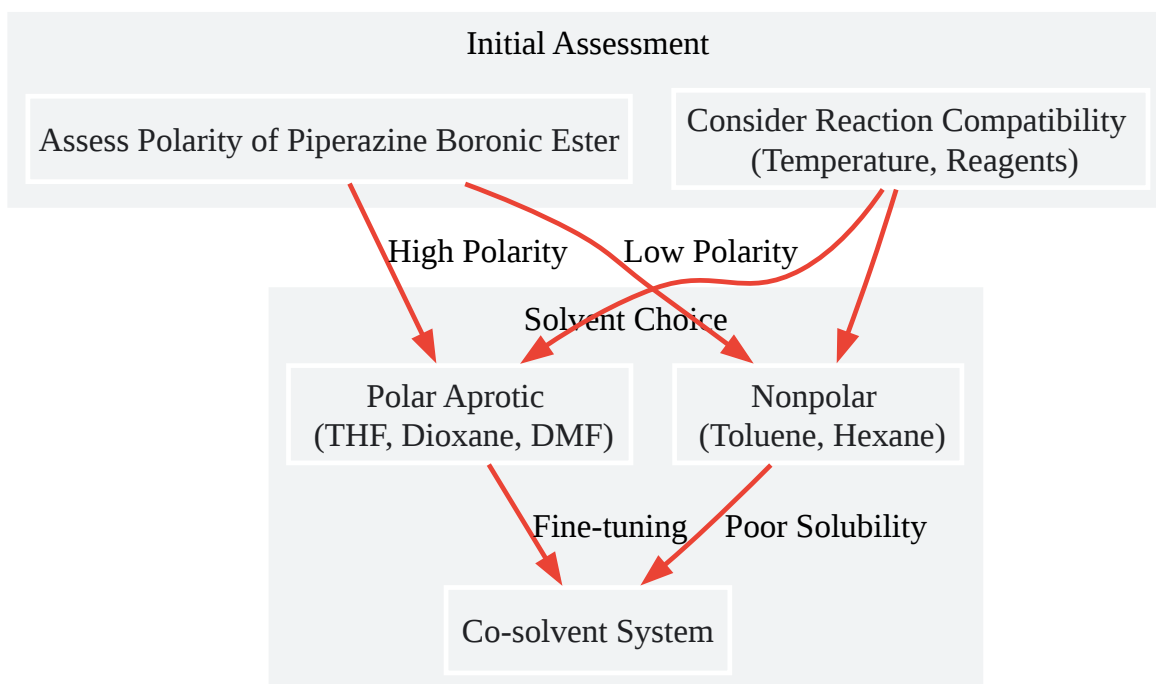 Initial Assessment
Assess Polarity of Piperazine Boronic Ester
Consider Reaction Compatibility
(Temperature, Reagents)
High Polarity
Low Polarity
Solvent Choice
Polar Aprotic
(THF, Dioxane, DMF)
Nonpolar
(Toluene, Hexane)
Fine-tuning
Poor Solubility
Co-solvent System